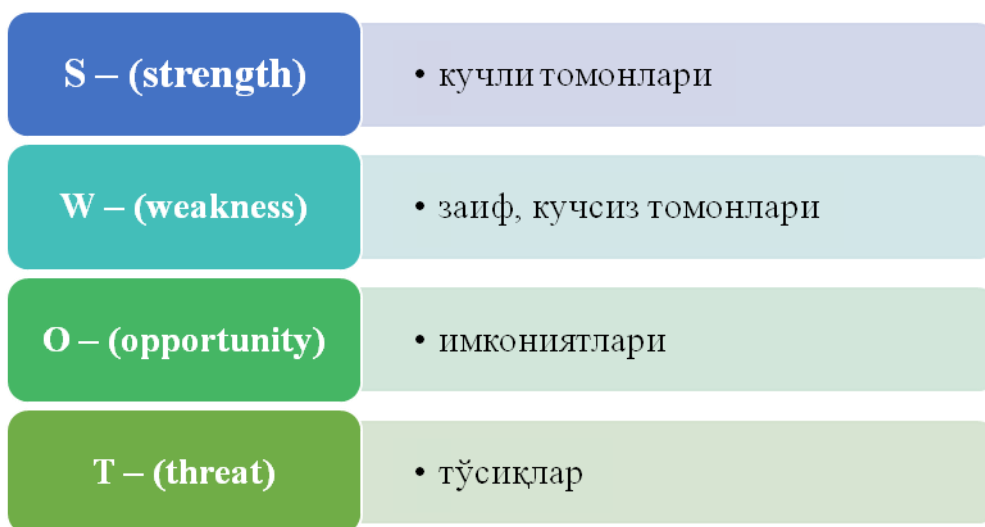 S – (strength)
• кучли томонлари
W – (weakness)
• заиф, кучсиз томонлари
O – (opportunity)
• имкониятлари
T – (threat)
• тўсиқлар